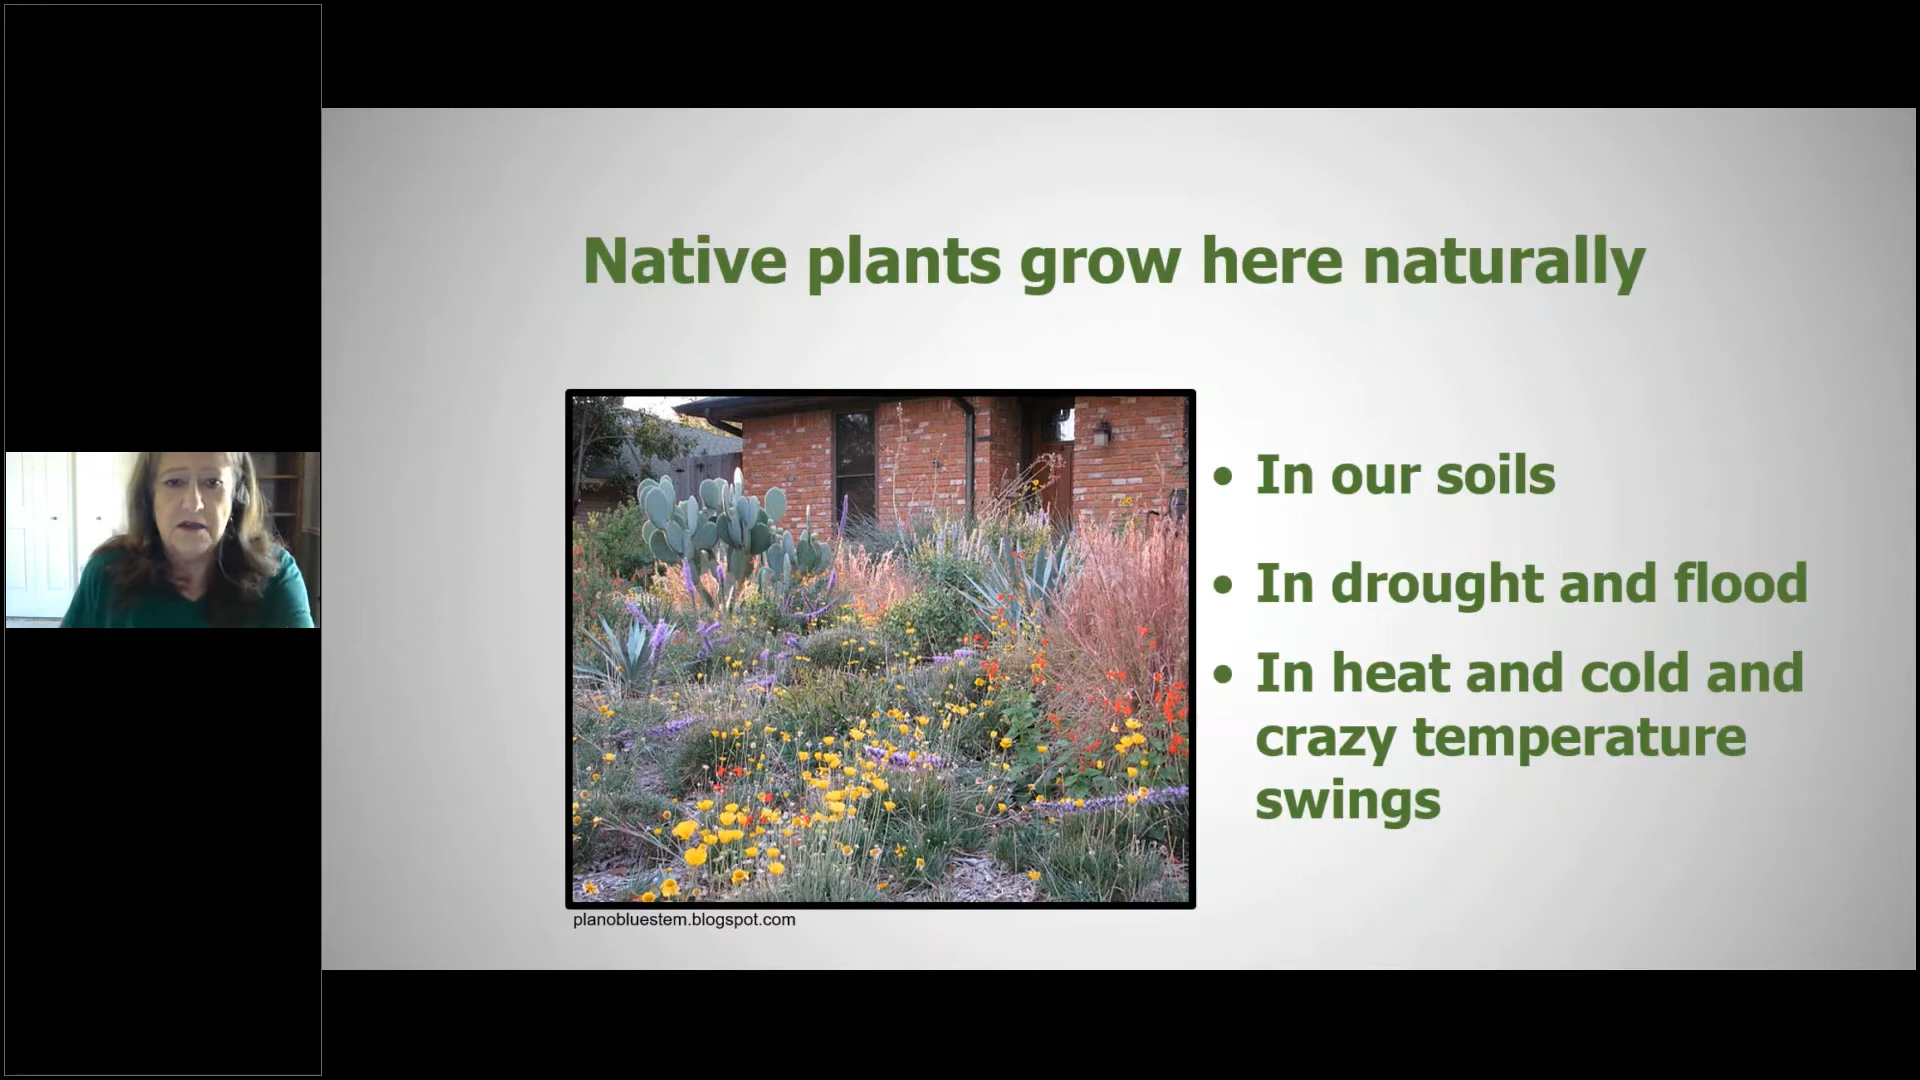 Native plants grow here naturally
• In our soils
• In drought and flood
• In heat and cold and
crazy temperature
swings
planobluestem.blogspot.com